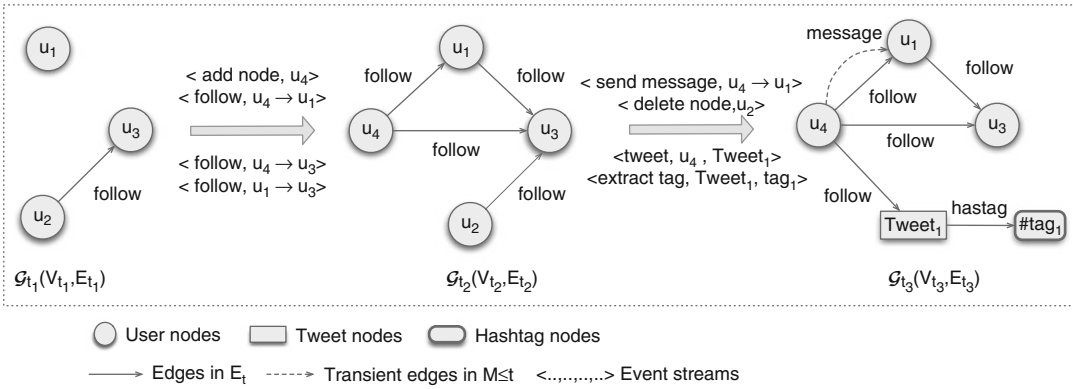 u₁
u₃
follow
u₂
𝒢t₁(Vt₁,Et₁)
< add node, u₄>
< follow, u₄ → u₁>
< follow, u₄ → u₃>
< follow, u₁ → u₃>
u₁
follow
follow
u₄
u₃
follow
follow
u₂
𝒢t₂(Vt₂,Et₂)
< send message, u₄ → u₁>
< delete node,u₂>
<tweet, u₄ , Tweet₁>
<extract tag, Tweet₁, tag₁>
message
u₁
follow
follow
u₄
u₃
follow
follow
hastag
Tweet₁
#tag₁
𝒢t₃(Vt₃,Et₃)
User nodes
Tweet nodes
Hashtag nodes
Edges in Eₜ
Transient edges in M≤t
<..,..,..,..> Event streams